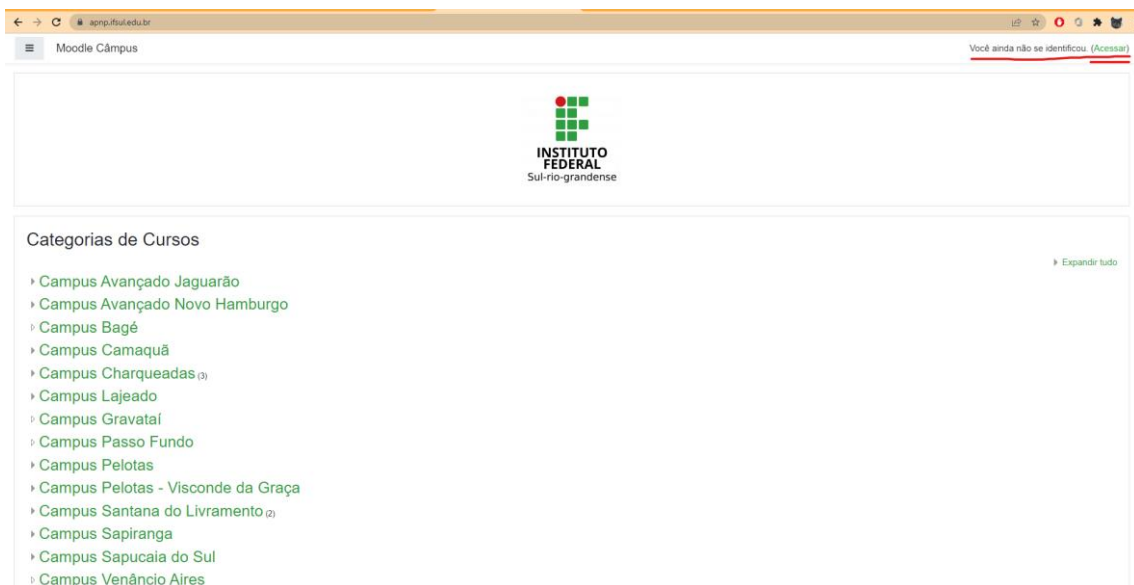 apnp.ifsul.edu.br
Moodle Câmpus
Você ainda não se identificou. (Acessar)
INSTITUTO
FEDERAL
Sul-rio-grandense
Categorias de Cursos
Expandir tudo
Campus Avançado Jaguarão
Campus Avançado Novo Hamburgo
Campus Bagé
Campus Camaquã
Campus Charqueadas (3)
Campus Lajeado
Campus Gravataí
Campus Passo Fundo
Campus Pelotas
Campus Pelotas - Visconde da Graça
Campus Santana do Livramento (2)
Campus Sapiranga
Campus Sapucaia do Sul
Campus Venâncio Aires